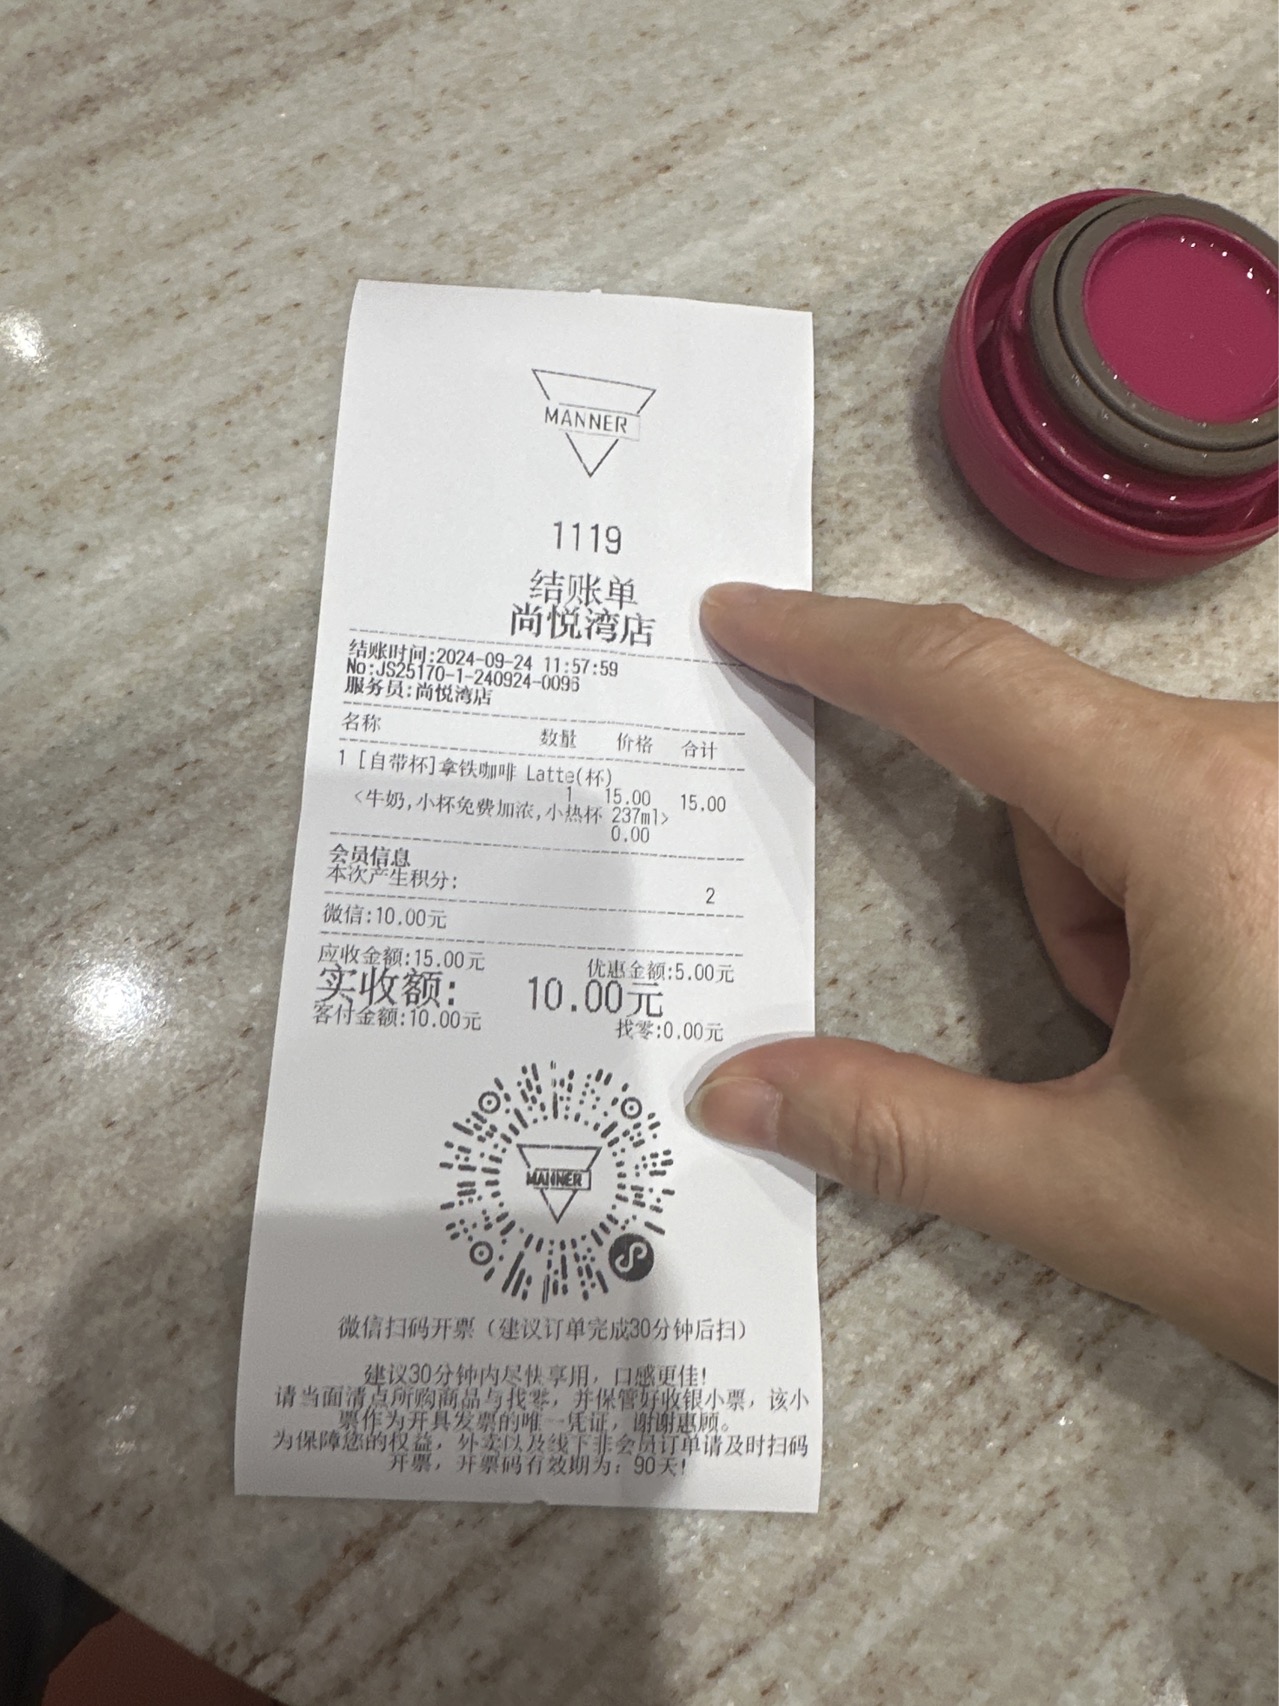 MANNER
1119
结账单
尚悦湾店
结账时间:2024-09-24 11:57:59
No:JS25170-1-240924-0096
服务员:尚悦湾店
名称 数量 价格 合计
1 [自带杯]拿铁咖啡 Latte(杯)
1 15.00 15.00
<牛奶,小杯免费加浓,小热杯 237ml>
0.00
会员信息
本次产生积分: 2
微信:10.00元
应收金额:15.00元 优惠金额:5.00元
实收额: 10.00元
客付金额:10.00元 找零:0.00元
MANNER
微信扫码开票（建议订单完成30分钟后扫）
建议30分钟内尽快享用，口感更佳!
请当面清点所购商品与找零，并保管好收银小票，该小
票作为开具发票的唯一凭证，谢谢惠顾。
为保障您的权益，外卖以及线下非会员订单请及时扫码
开票，开票码有效期为：90天!